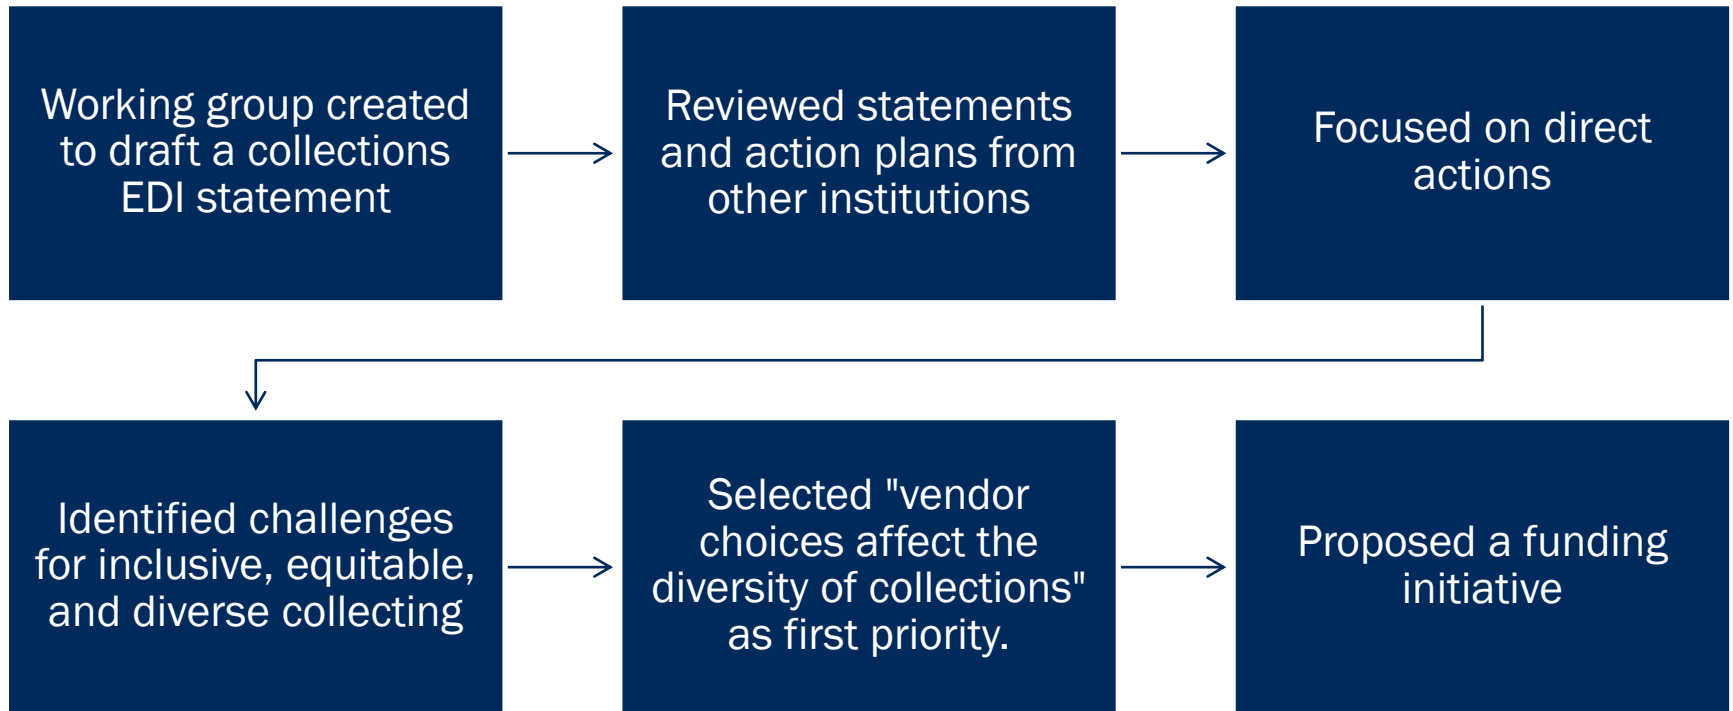 Working group created
to draft a collections
EDI statement
Reviewed statements
and action plans from
other institutions
Focused on direct
actions
Identified challenges
for inclusive, equitable,
and diverse collecting
Selected "vendor
choices affect the
diversity of collections"
as first priority.
Proposed a funding
initiative